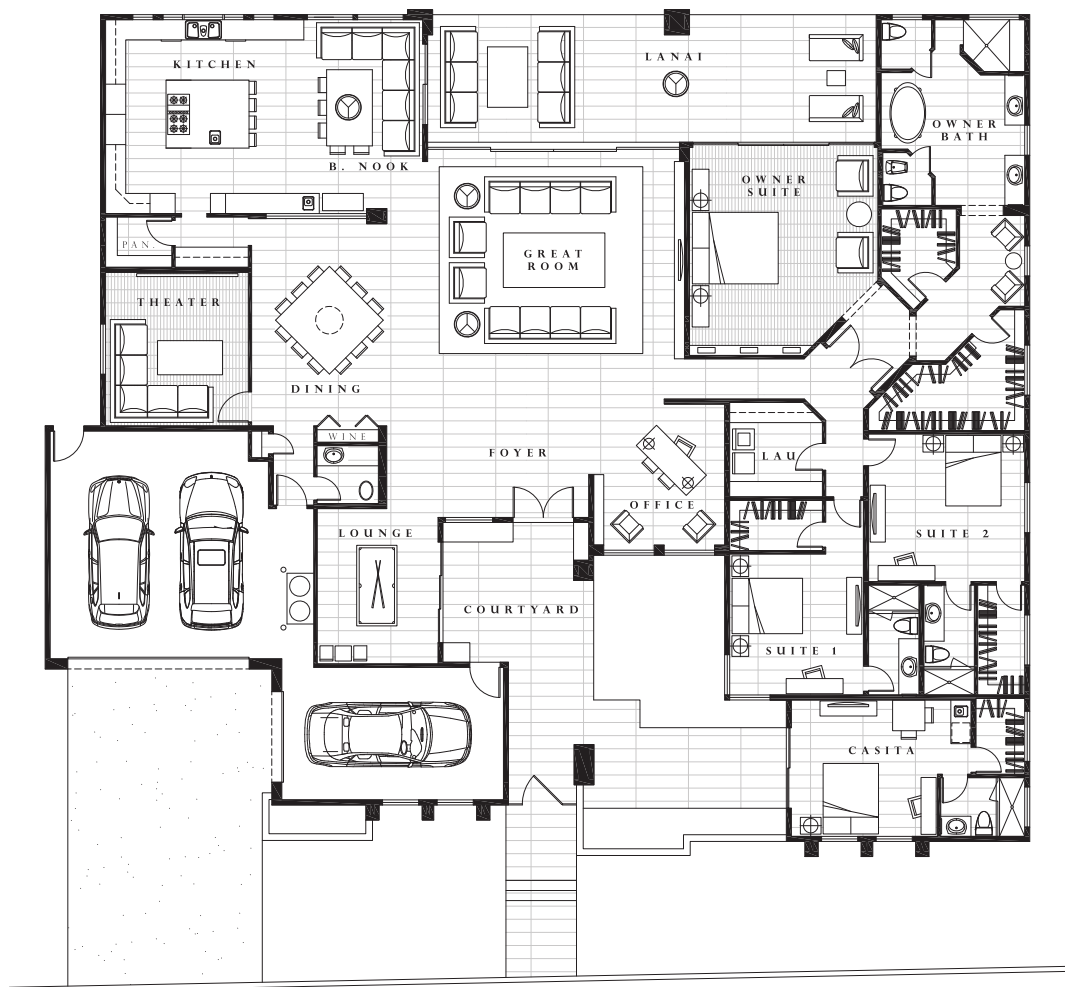 KITCHEN
LANAI
OWNER
BATH
B. NOOK
OWNER
SUITE
PAN.
GREAT
ROOM
THEATER
DINING
WINE
FOYER
LAU
OFFICE
LOUNGE
SUITE 2
COURTYARD
SUITE 1
CASITA